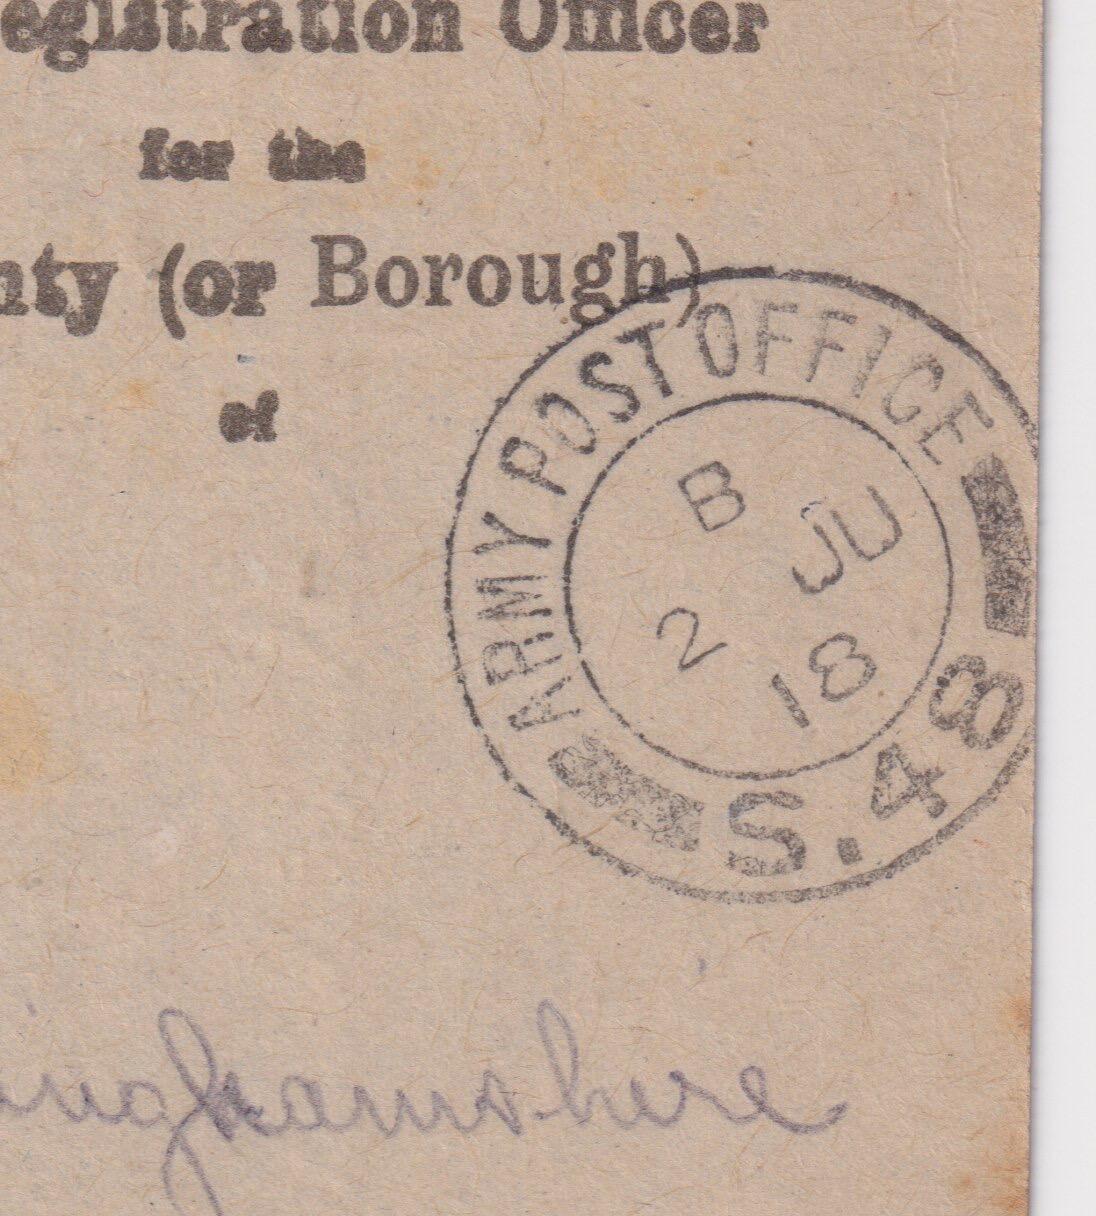 egistration Officer
for the
nty (or Borough)
of
ARMY POST OFFICE
B JU
2 18
S.48
inghamshire